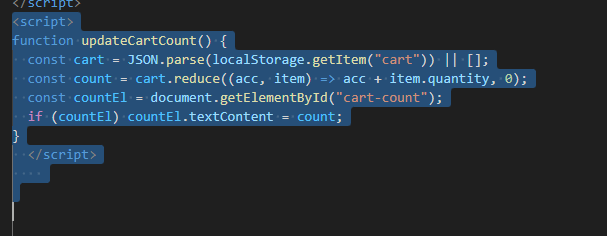 </script>
<script>
function updateCartCount() {
  const cart = JSON.parse(localStorage.getItem("cart")) || [];
  const count = cart.reduce((acc, item) => acc + item.quantity, 0);
  const countEl = document.getElementById("cart-count");
  if (countEl) countEl.textContent = count;
}
  </script>